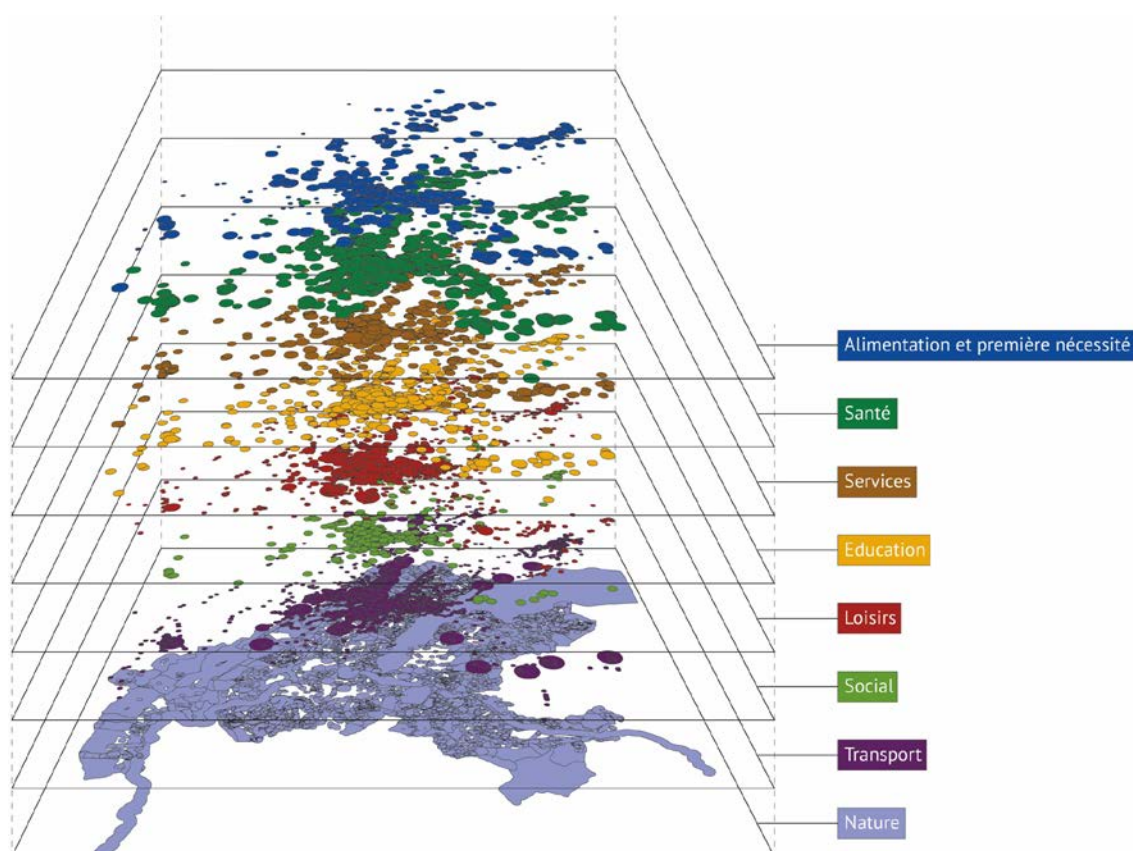 Alimentation et première nécessité
Santé
Services
Education
Loisirs
Social
Transport
Nature